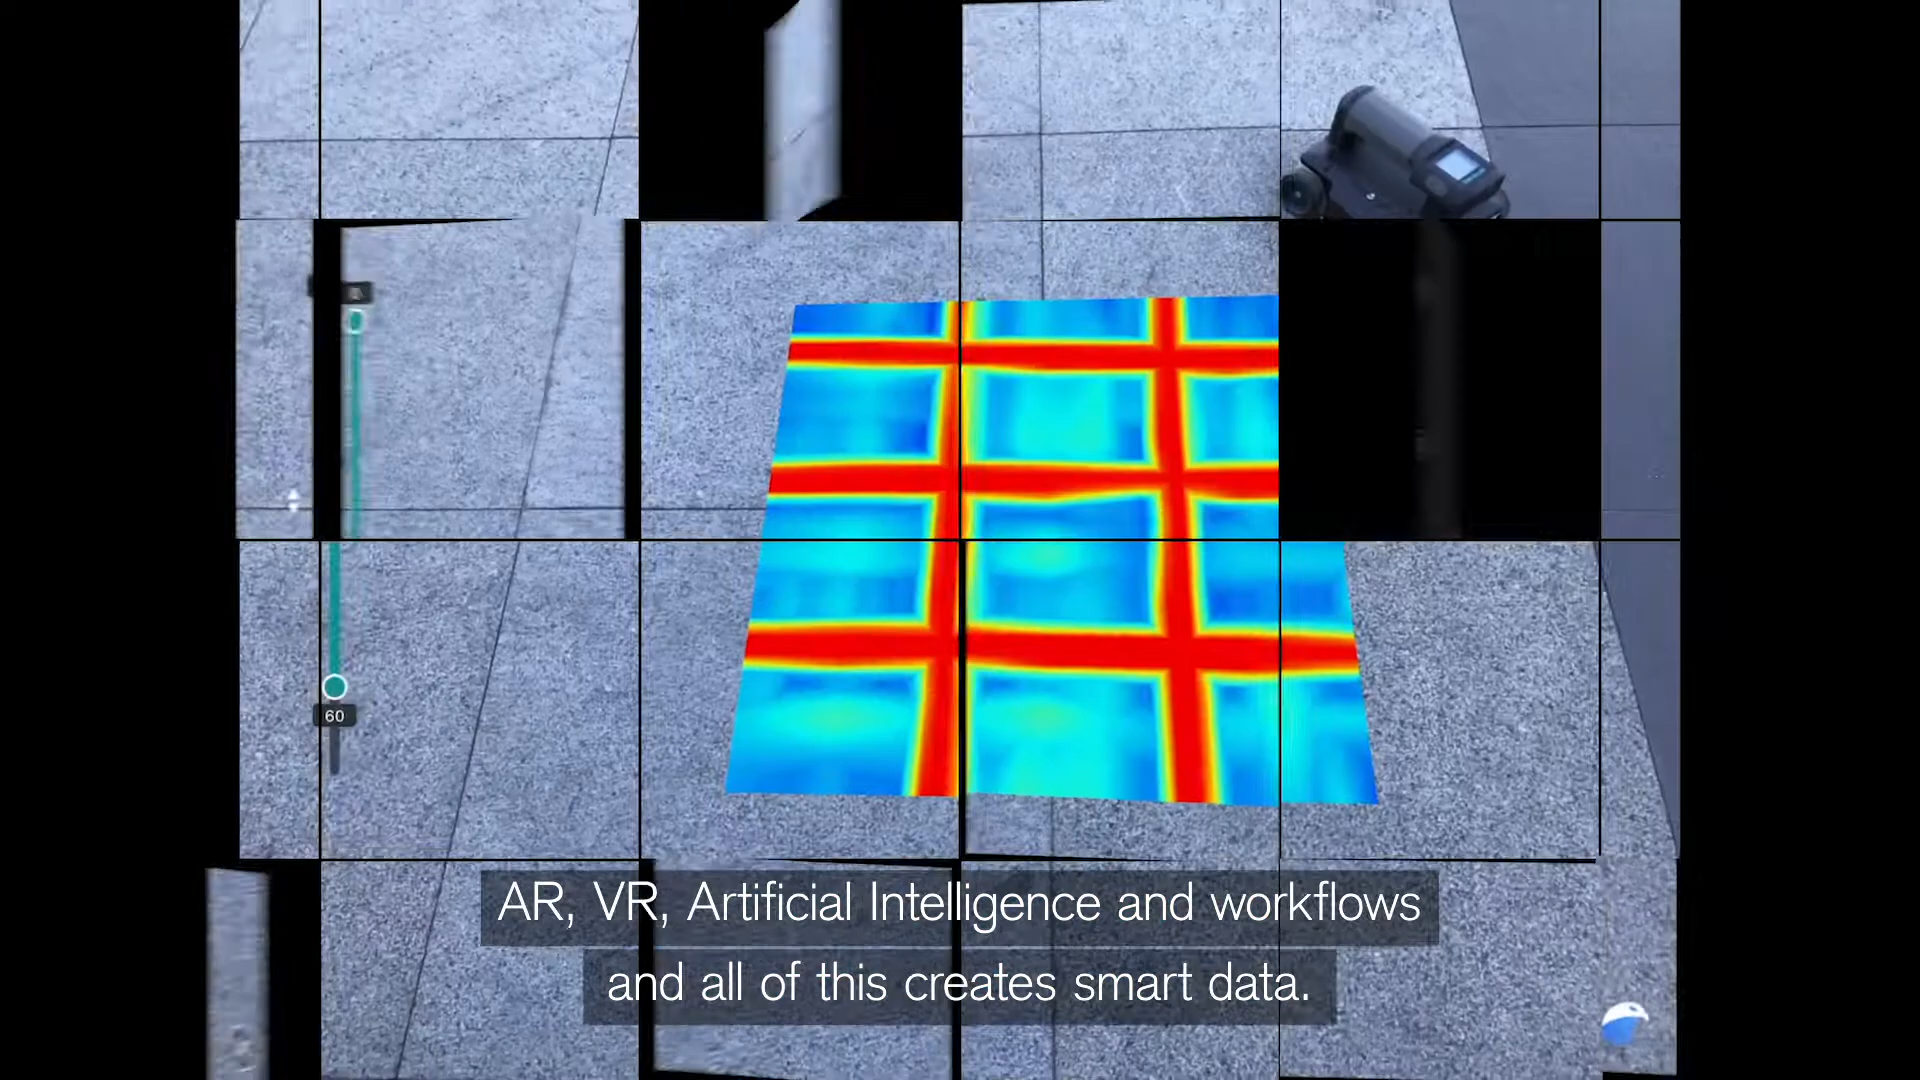 60
AR, VR, Artificial Intelligence and workflows
and all of this creates smart data.